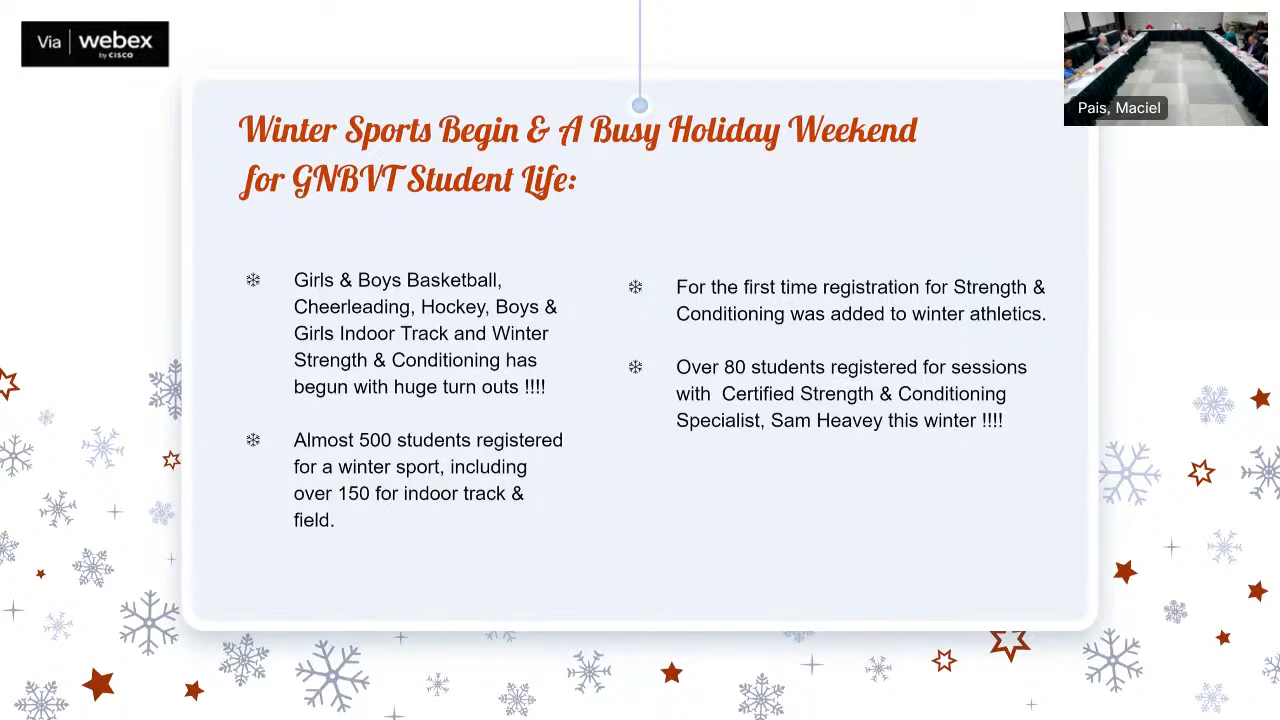 Via webex
by CISCO
Pais, Maciel
Winter Sports Begin & A Busy Holiday Weekend
for GNBVT Student Life:
Girls & Boys Basketball,
Cheerleading, Hockey, Boys &
Girls Indoor Track and Winter
Strength & Conditioning has
begun with huge turn outs !!!!
Almost 500 students registered
for a winter sport, including
over 150 for indoor track &
field.
For the first time registration for Strength &
Conditioning was added to winter athletics.
Over 80 students registered for sessions
with  Certified Strength & Conditioning
Specialist, Sam Heavey this winter !!!!